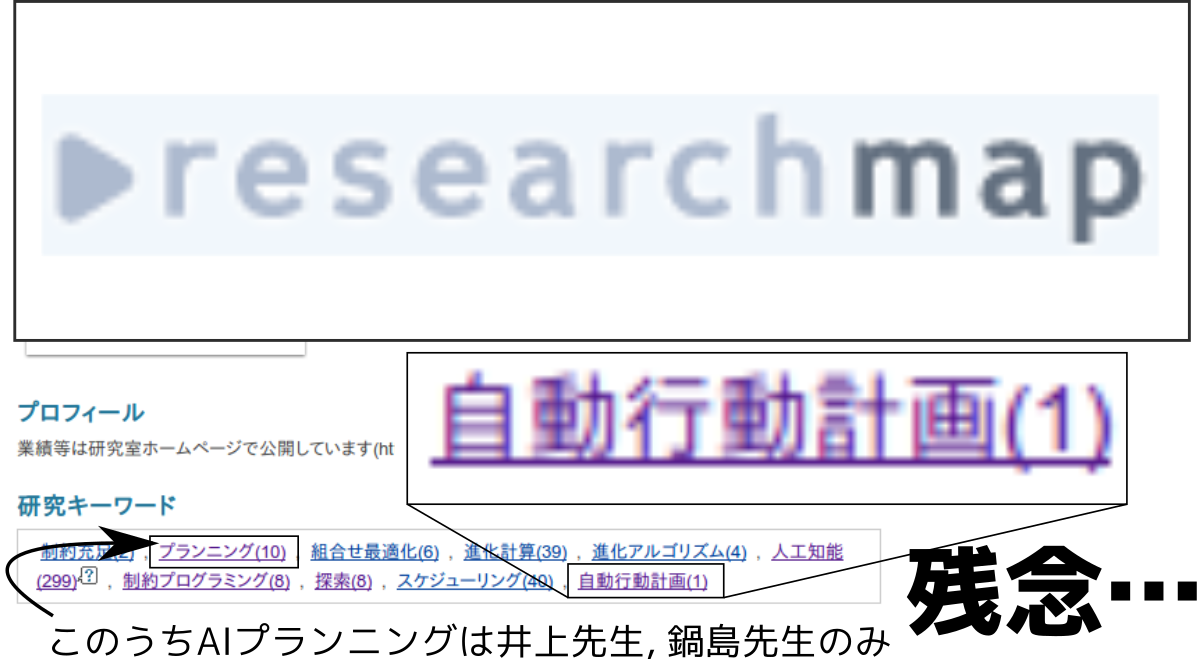 researchmap
自動行動計画(1)
プロフィール
業績等は研究室ホームページで公開しています(ht
研究キーワード
制約充足(2) , プランニング(10) , 組合せ最適化(6) , 進化計算(39) , 進化アルゴリズム(4) , 人工知能
(299) ? , 制約プログラミング(8) , 探索(8) , スケジューリング(40) , 自動行動計画(1)
残念…
このうちAIプランニングは井上先生, 鍋島先生のみ